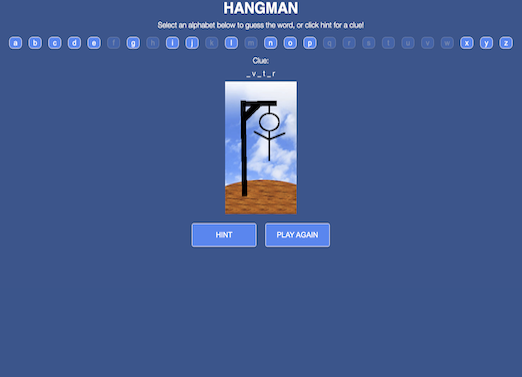 HANGMAN
Select an alphabet below to guess the word, or click hint for a clue!
a b c d e f g h i j k l m n o p q r s t u v w x y z
Clue:
_ v _ t _ r
HINT PLAY AGAIN